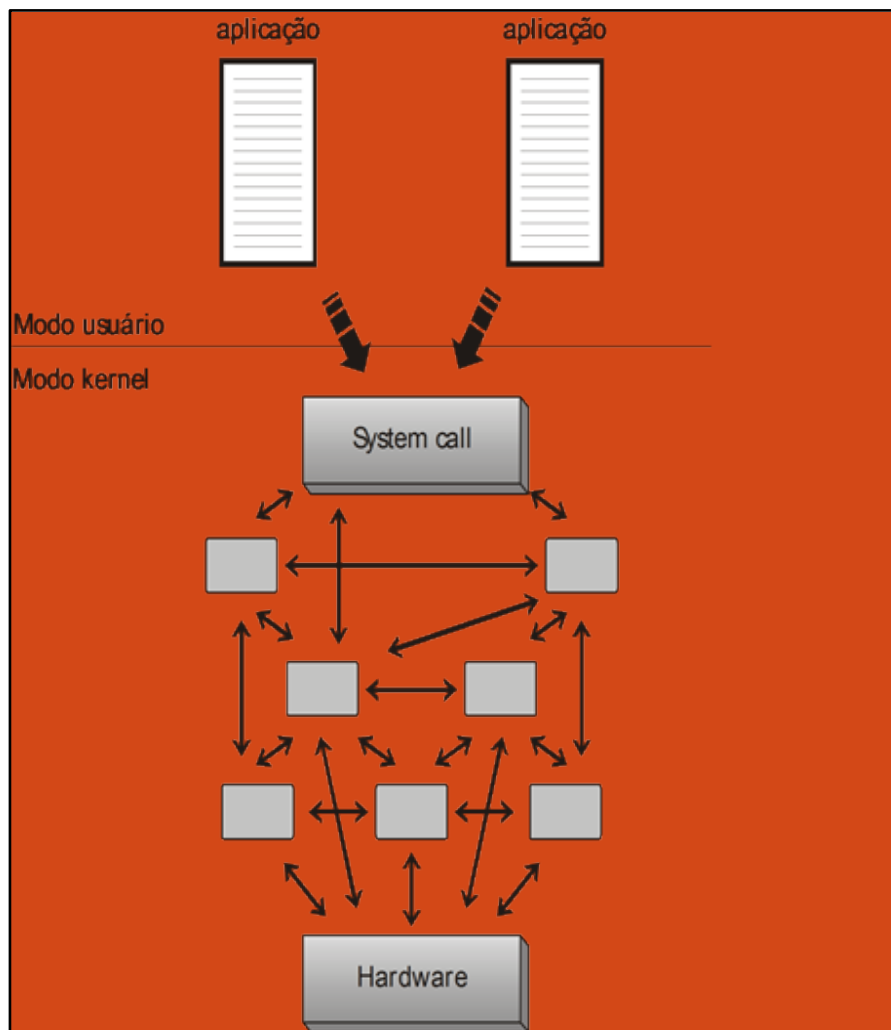 aplicação
aplicação
Modo usuário
Modo kernel
System call
Hardware